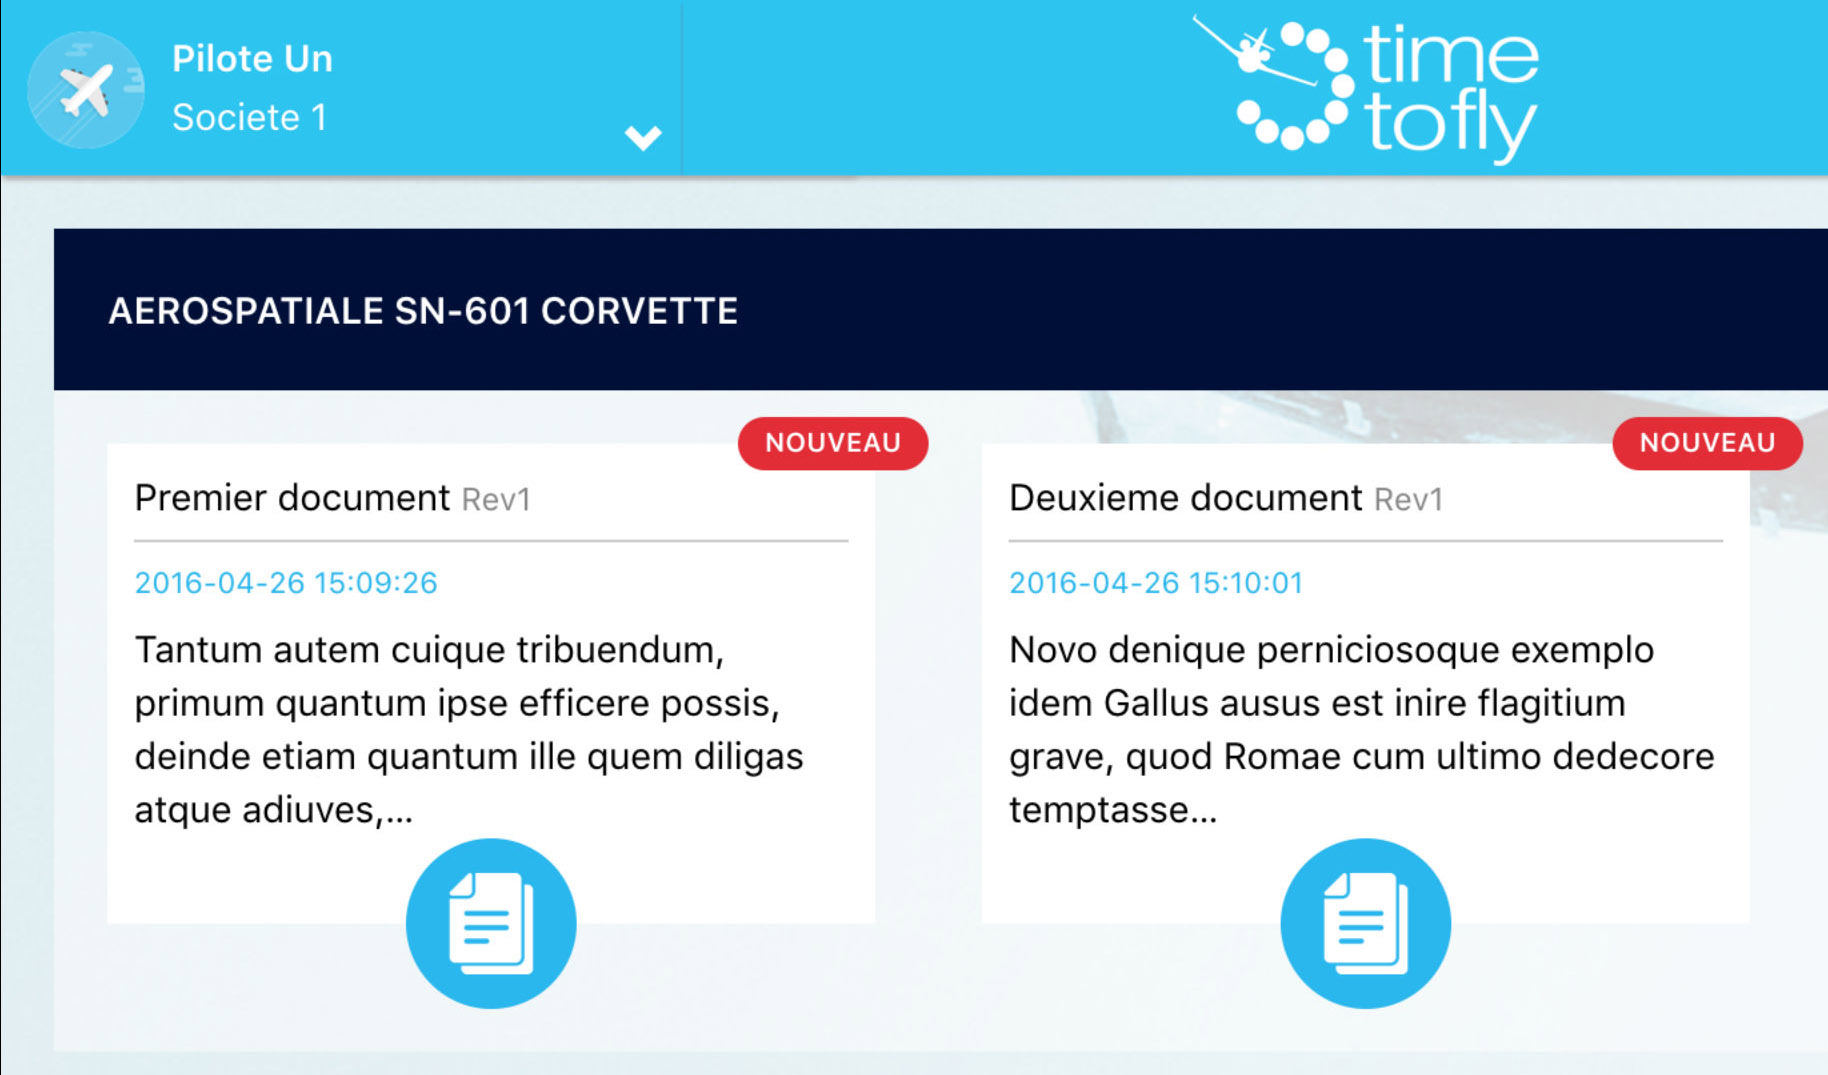 Pilote Un
Societe 1
time
tofly
AEROSPATIALE SN-601 CORVETTE
NOUVEAU
Premier document Rev1
2016-04-26 15:09:26
Tantum autem cuique tribuendum,
primum quantum ipse efficere possis,
deinde etiam quantum ille quem diligas
atque adiuves,...
NOUVEAU
Deuxieme document Rev1
2016-04-26 15:10:01
Novo denique perniciosoque exemplo
idem Gallus ausus est inire flagitium
grave, quod Romae cum ultimo dedecore
temptasse...